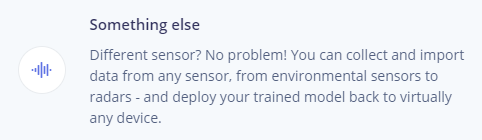 Something else
Different sensor? No problem! You can collect and import
data from any sensor, from environmental sensors to
radars - and deploy your trained model back to virtually
any device.